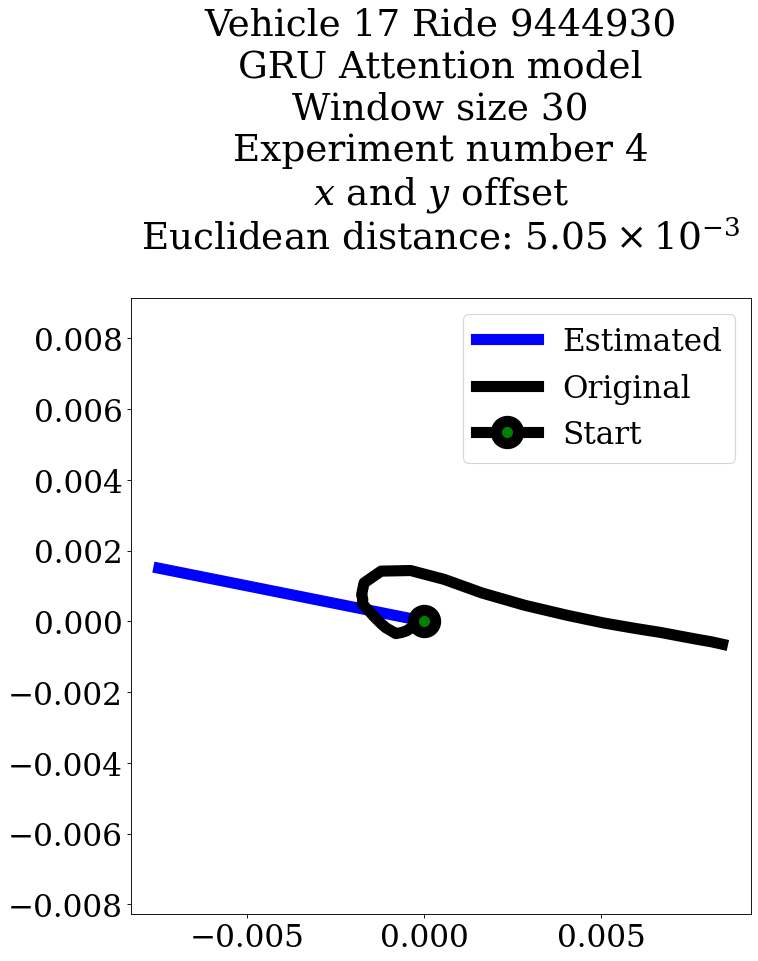 Vehicle 17 Ride 9444930
GRU Attention model
Window size 30
Experiment number 4
x and y offset
Euclidean distance: 5.05 × 10⁻³
Estimated
Original
Start
0.008
0.006
0.004
0.002
0.000
−0.002
−0.004
−0.006
−0.008
−0.005 0.000 0.005